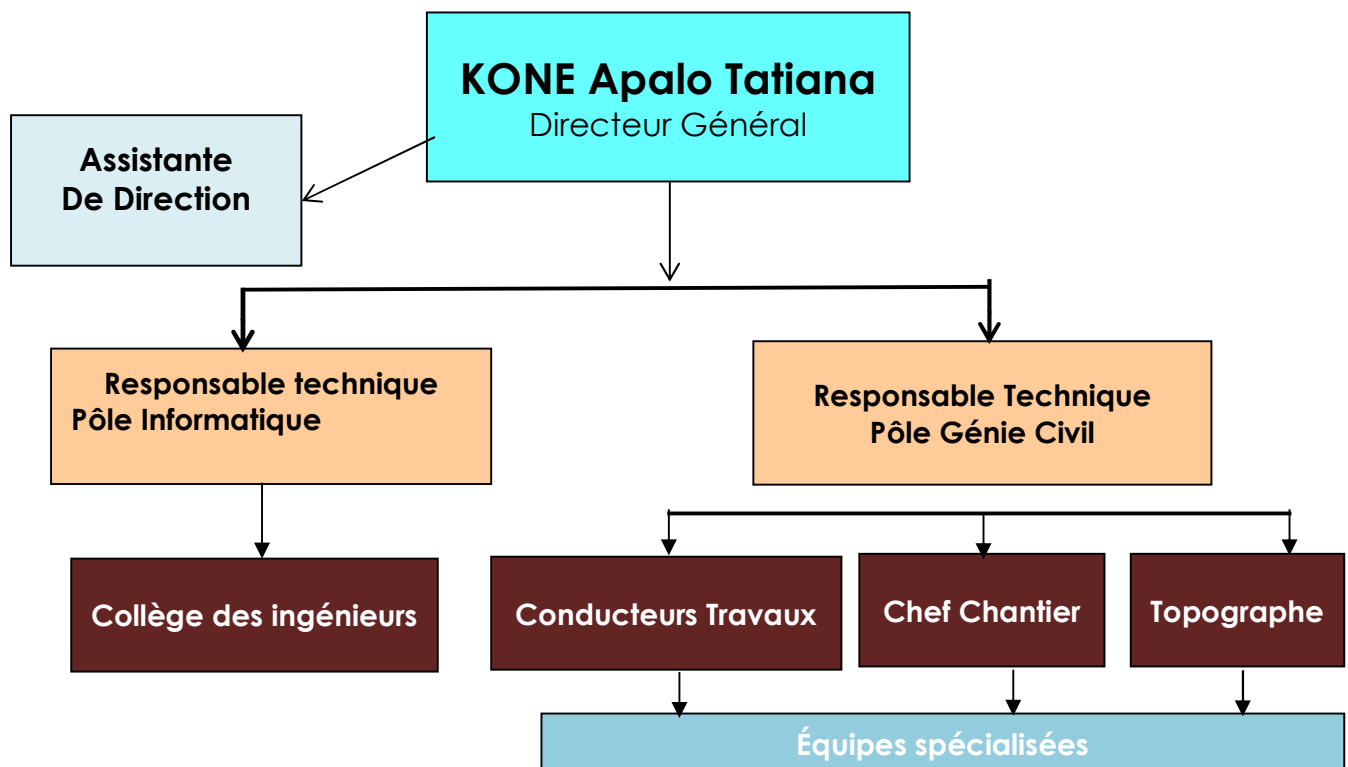 KONE Apalo Tatiana
Directeur Général
Assistante
De Direction
Responsable technique
Pôle Informatique
Responsable Technique
Pôle Génie Civil
Collège des ingénieurs
Conducteurs Travaux
Chef Chantier
Topographe
Équipes spécialisées